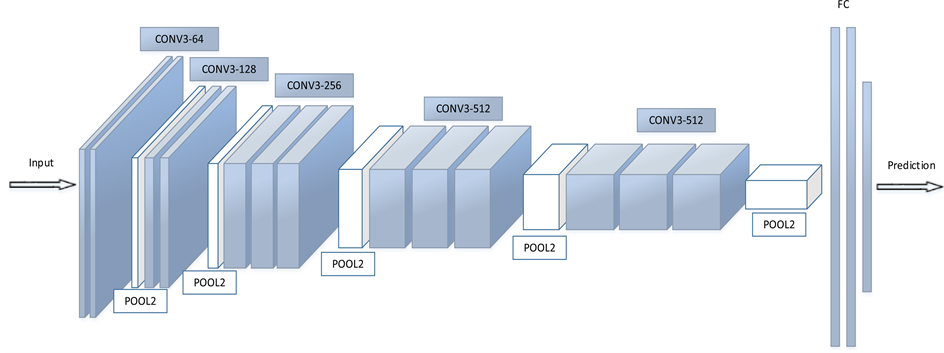 FC
CONV3-64
CONV3-128
CONV3-256
CONV3-512
CONV3-512
Input
Prediction
POOL2
POOL2
POOL2
POOL2
POOL2